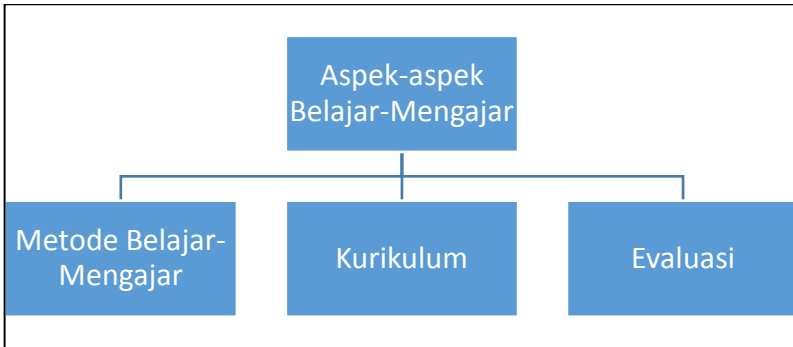 Aspek-aspek
Belajar-Mengajar
Metode Belajar-
Mengajar
Kurikulum
Evaluasi